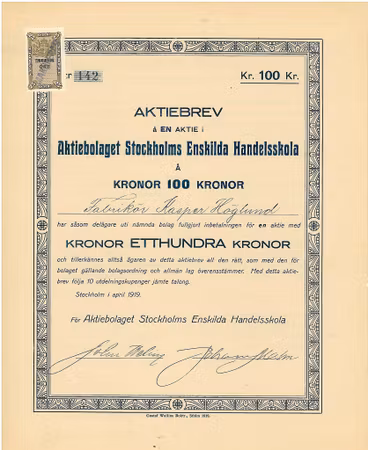 142
Kr. 100 Kr.
AKTIEBREV
å EN AKTIE i
Aktiebolaget Stockholms Enskilda Handelsskola
Å
KRONOR 100 KRONOR
Fabrikör Kasper Höglund
har såsom delägare uti nämnda bolag fullgjort inbetalningen för en aktie med
KRONOR ETTHUNDRA KRONOR
och tillerkännes alltså ägaren av detta aktiebrev all den rätt, som med den för
bolaget gällande bolagsordning och allmän lag överensstämmer. Med detta aktie-
brev följa 10 utdelningskuponger jämte talong.
Stockholm i april 1919.
För Aktiebolaget Stockholms Enskilda Handelsskola